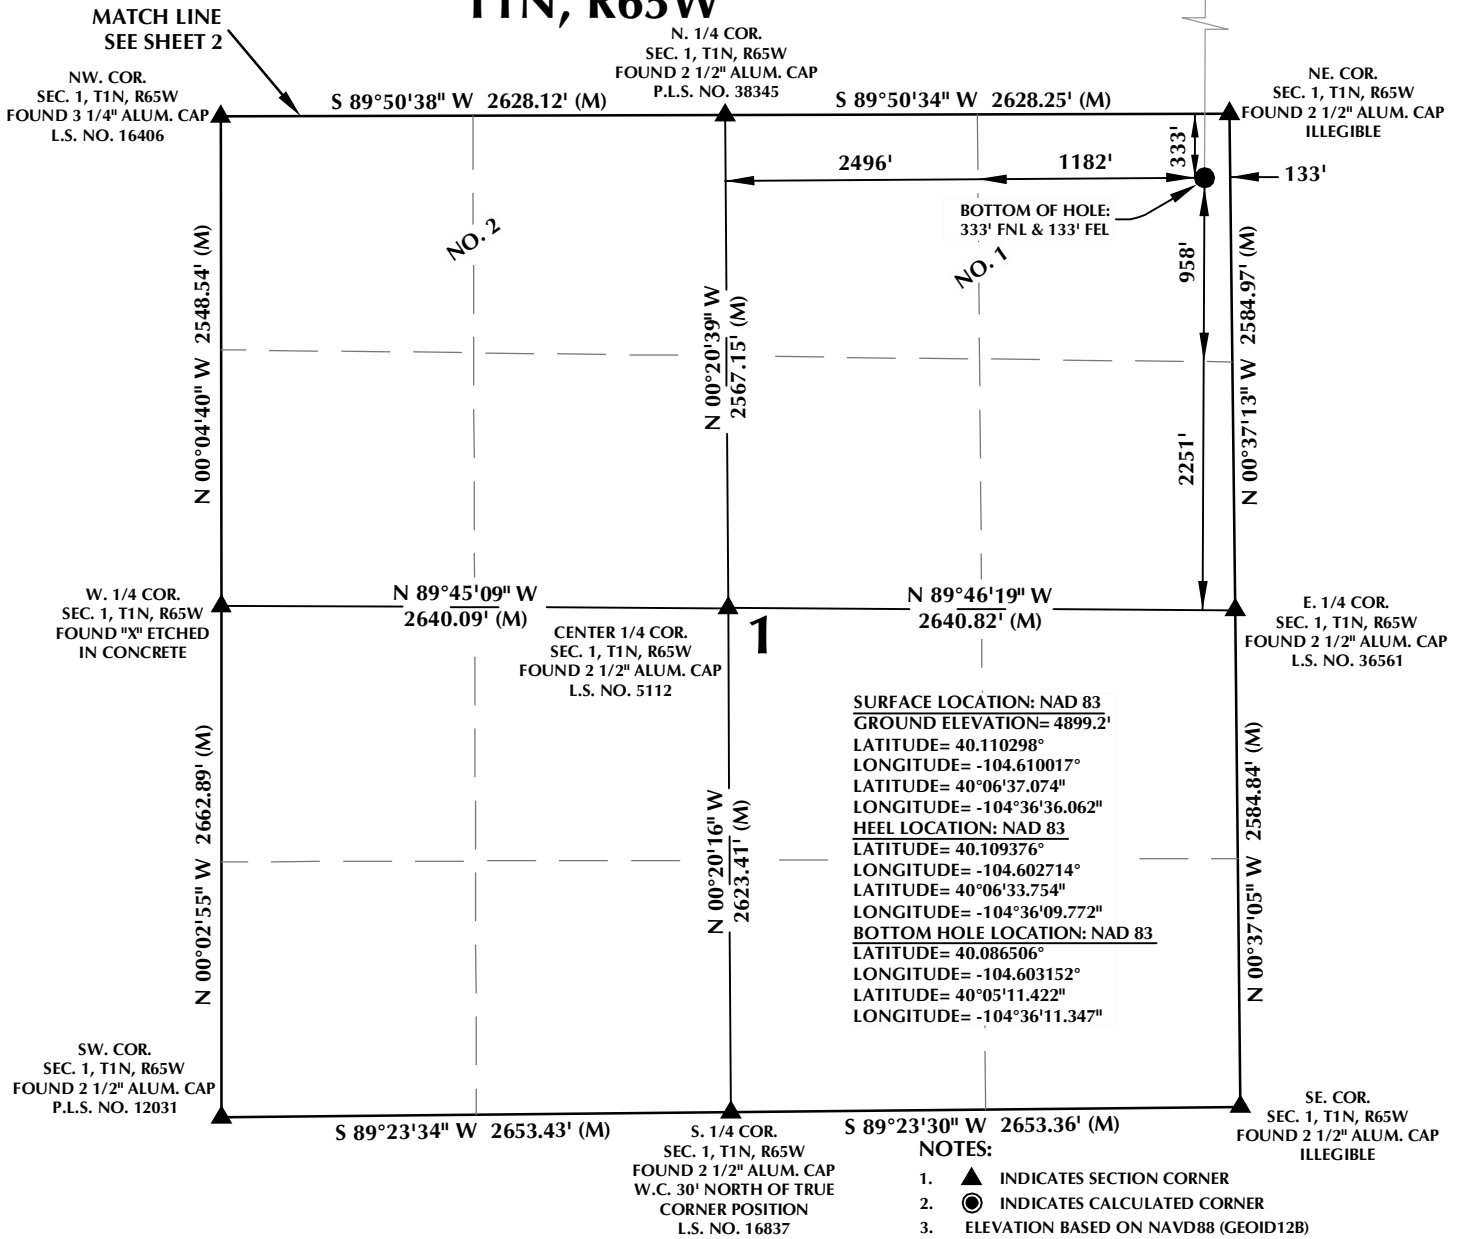 T1N, R65W
MATCH LINE
SEE SHEET 2
N. 1/4 COR.
SEC. 1, T1N, R65W
FOUND 2 1/2" ALUM. CAP
P.L.S. NO. 38345
NW. COR.
SEC. 1, T1N, R65W
FOUND 3 1/4" ALUM. CAP
L.S. NO. 16406
NE. COR.
SEC. 1, T1N, R65W
FOUND 2 1/2" ALUM. CAP
ILLEGIBLE
S 89°50'38" W 2628.12' (M)
S 89°50'34" W 2628.25' (M)
333'
2496'
1182'
133'
BOTTOM OF HOLE:
333' FNL & 133' FEL
NO. 2
NO. 1
958'
N 00°04'40" W 2548.54' (M)
N 00°20'39" W
2567.15' (M)
N 00°37'13" W 2584.97' (M)
2251'
W. 1/4 COR.
SEC. 1, T1N, R65W
FOUND "X" ETCHED
IN CONCRETE
N 89°45'09" W
2640.09' (M)
N 89°46'19" W
2640.82' (M)
CENTER 1/4 COR.
SEC. 1, T1N, R65W
FOUND 2 1/2" ALUM. CAP
L.S. NO. 5112
1
E. 1/4 COR.
SEC. 1, T1N, R65W
FOUND 2 1/2" ALUM. CAP
L.S. NO. 36561
SURFACE LOCATION: NAD 83
GROUND ELEVATION= 4899.2'
LATITUDE= 40.110298°
LONGITUDE= -104.610017°
LATITUDE= 40°06'37.074"
LONGITUDE= -104°36'36.062"
HEEL LOCATION: NAD 83
LATITUDE= 40.109376°
LONGITUDE= -104.602714°
LATITUDE= 40°06'33.754"
LONGITUDE= -104°36'09.772"
BOTTOM HOLE LOCATION: NAD 83
LATITUDE= 40.086506°
LONGITUDE= -104.603152°
LATITUDE= 40°05'11.422"
LONGITUDE= -104°36'11.347"
N 00°02'55" W 2662.89' (M)
N 00°20'16" W
2623.41' (M)
N 00°37'05" W 2584.84' (M)
SW. COR.
SEC. 1, T1N, R65W
FOUND 2 1/2" ALUM. CAP
P.L.S. NO. 12031
S 89°23'34" W 2653.43' (M)
S. 1/4 COR.
SEC. 1, T1N, R65W
FOUND 2 1/2" ALUM. CAP
W.C. 30' NORTH OF TRUE
CORNER POSITION
L.S. NO. 16837
S 89°23'30" W 2653.36' (M)
SE. COR.
SEC. 1, T1N, R65W
FOUND 2 1/2" ALUM. CAP
ILLEGIBLE
NOTES:
1. INDICATES SECTION CORNER
2. INDICATES CALCULATED CORNER
3. ELEVATION BASED ON NAVD88 (GEOID12B)